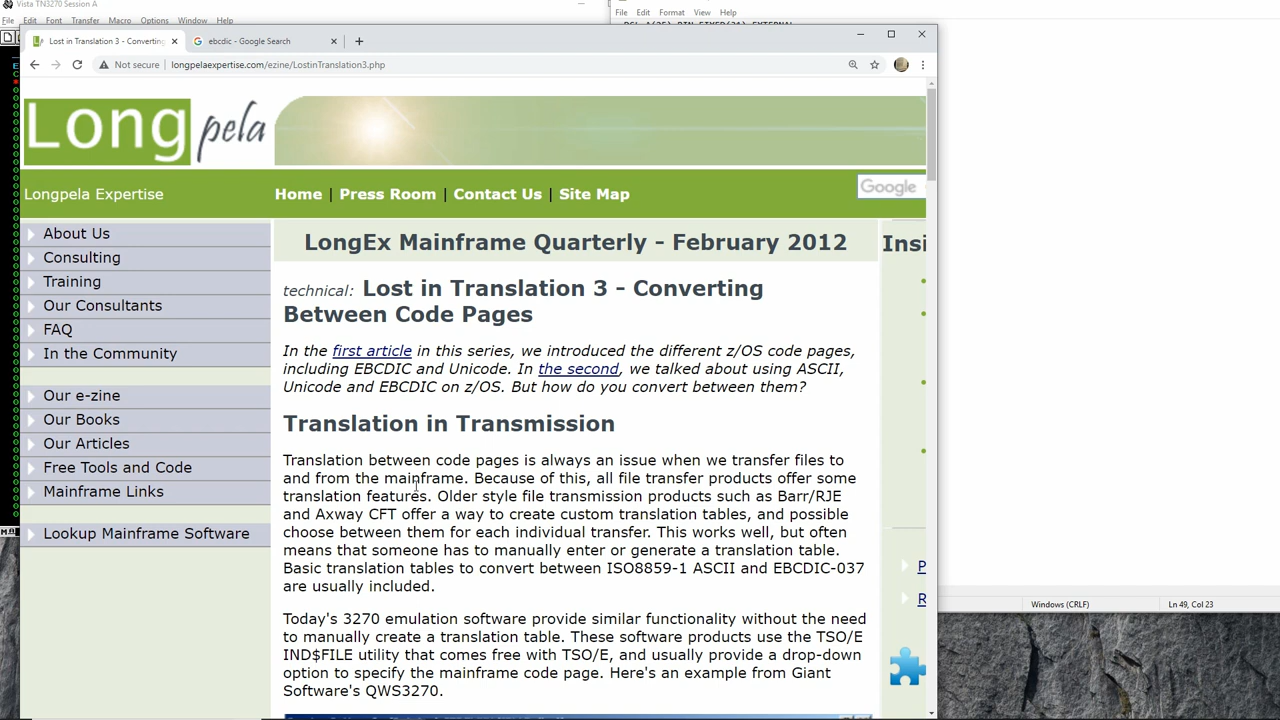 Vista TN3270 Session A
File Edit Font Transfer Macro Options Window Help
File Edit Format View Help
Lost in Translation 3 - Converting
ebcdic - Google Search
Not secure | longpelaexpertise.com/ezine/LostinTranslation3.php
Long pela
Longpela Expertise
Home | Press Room | Contact Us | Site Map
Google
About Us
Consulting
Training
Our Consultants
FAQ
In the Community
Our e-zine
Our Books
Our Articles
Free Tools and Code
Mainframe Links
Lookup Mainframe Software
LongEx Mainframe Quarterly - February 2012
Insi
technical: Lost in Translation 3 - Converting
Between Code Pages
In the first article in this series, we introduced the different z/OS code pages,
including EBCDIC and Unicode. In the second, we talked about using ASCII,
Unicode and EBCDIC on z/OS. But how do you convert between them?
Translation in Transmission
Translation between code pages is always an issue when we transfer files to
and from the mainframe. Because of this, all file transfer products offer some
translation features. Older style file transmission products such as Barr/RJE
and Axway CFT offer a way to create custom translation tables, and possible
choose between them for each individual transfer. This works well, but often
means that someone has to manually enter or generate a translation table.
Basic translation tables to convert between ISO8859-1 ASCII and EBCDIC-037
are usually included.
Today's 3270 emulation software provide similar functionality without the need
to manually create a translation table. These software products use the TSO/E
IND$FILE utility that comes free with TSO/E, and usually provide a drop-down
option to specify the mainframe code page. Here's an example from Giant
Software's QWS3270.
P
R
Windows (CRLF)
Ln 49, Col 23